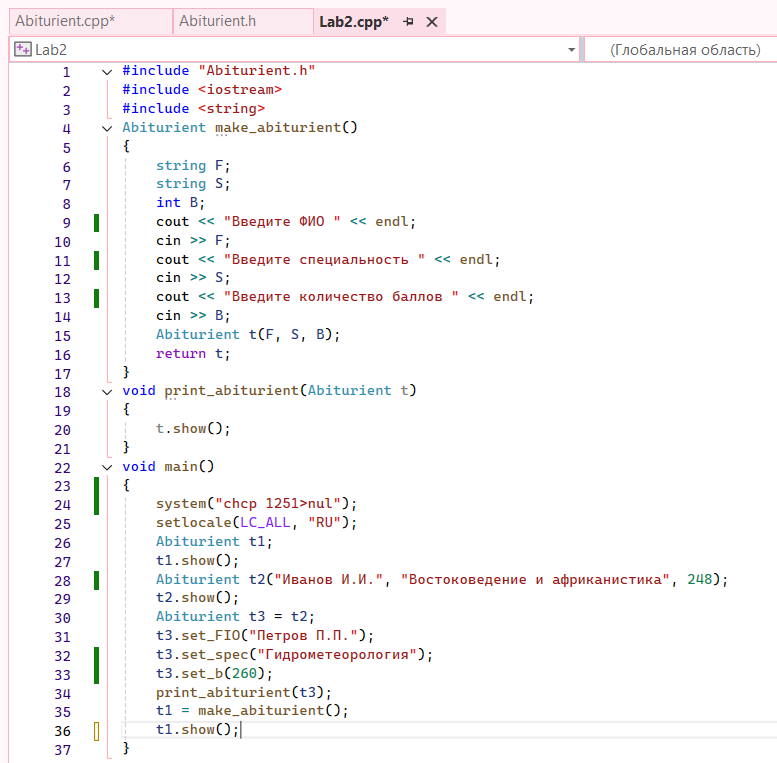 Abiturient.cpp* Abiturient.h Lab2.cpp*
Lab2 (Глобальная область)
1 #include "Abiturient.h"
2 #include <iostream>
3 #include <string>
4 Abiturient make_abiturient()
5 {
6 string F;
7 string S;
8 int B;
9 cout << "Введите ФИО " << endl;
10 cin >> F;
11 cout << "Введите специальность " << endl;
12 cin >> S;
13 cout << "Введите количество баллов " << endl;
14 cin >> B;
15 Abiturient t(F, S, B);
16 return t;
17 }
18 void print_abiturient(Abiturient t)
19 {
20 t.show();
21 }
22 void main()
23 {
24 system("chcp 1251>nul");
25 setlocale(LC_ALL, "RU");
26 Abiturient t1;
27 t1.show();
28 Abiturient t2("Иванов И.И.", "Востоковедение и африканистика", 248);
29 t2.show();
30 Abiturient t3 = t2;
31 t3.set_FIO("Петров П.П.");
32 t3.set_spec("Гидрометеорология");
33 t3.set_b(260);
34 print_abiturient(t3);
35 t1 = make_abiturient();
36 t1.show();
37 }